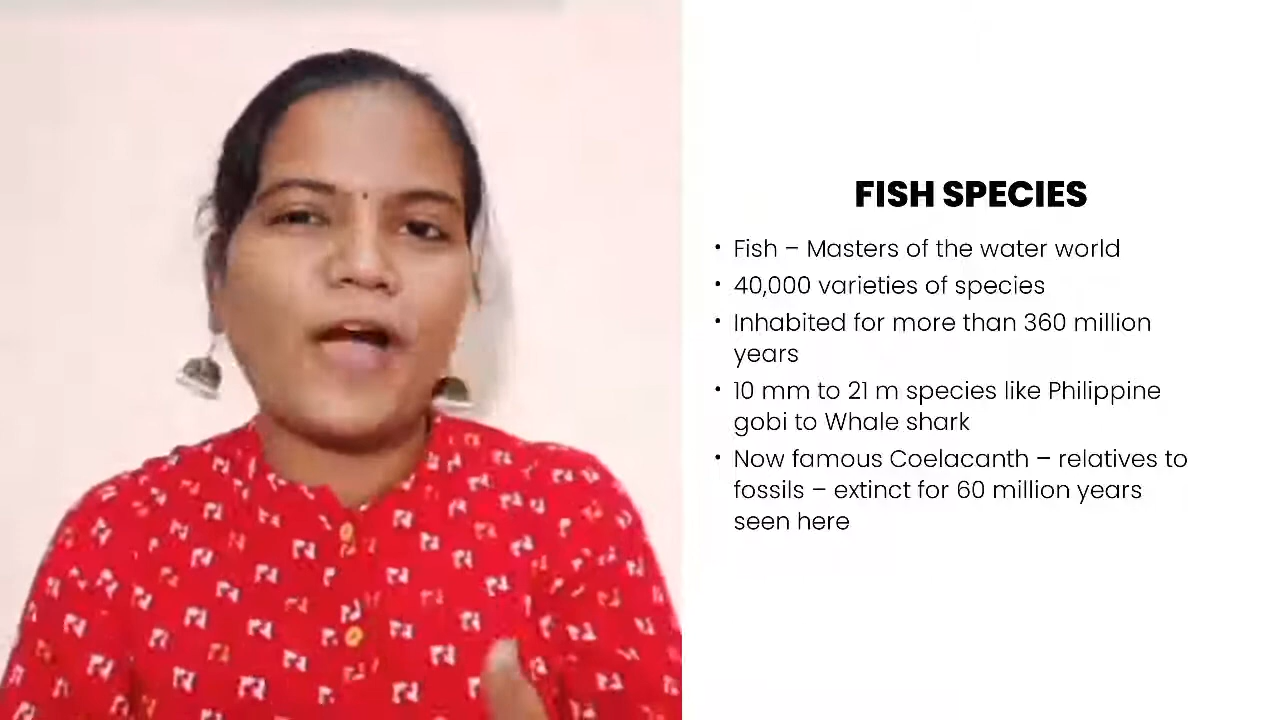 FISH SPECIES
• Fish – Masters of the water world
• 40,000 varieties of species
• Inhabited for more than 360 million
years
• 10 mm to 21 m species like Philippine
gobi to Whale shark
• Now famous Coelacanth – relatives to
fossils – extinct for 60 million years
seen here